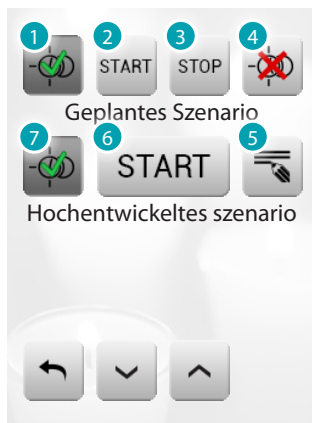 1 2 3 4
START STOP
Geplantes Szenario
7 6 5
START
Hochentwickeltes szenario